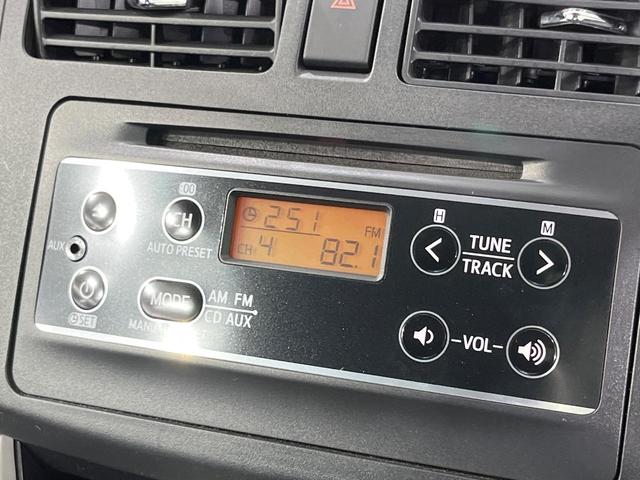 :00
H
M
CH
AUTO PRESET
2:51
FM
CH 4 82.1
TUNE
TRACK
AUX
MODE
AM FM
CD AUX
SET
VOL